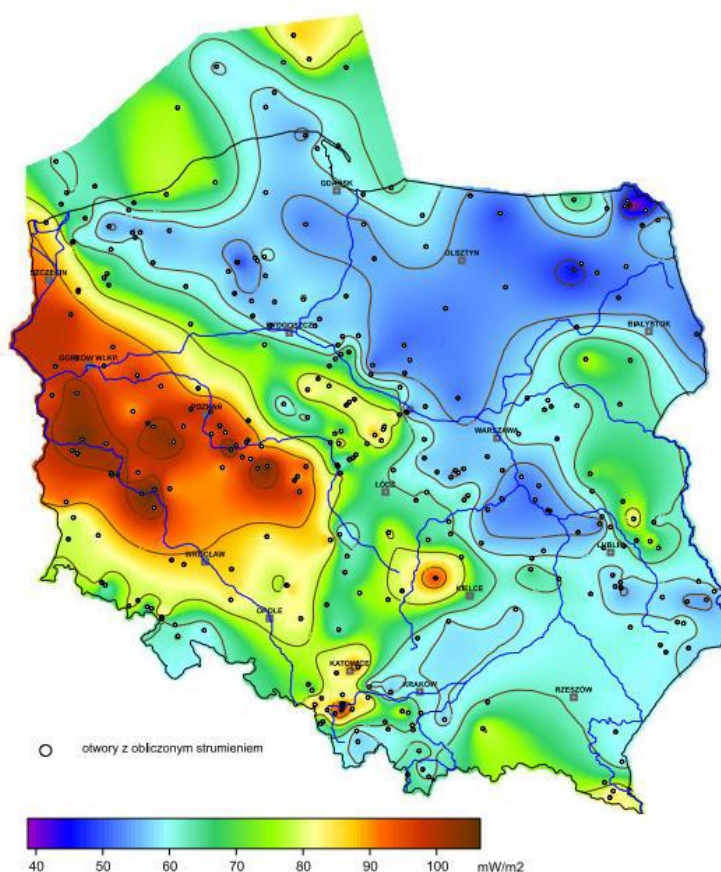 GDAŃSK
OLSZTYN
SZCZECIN
BIAŁYSTOK
BYDGOSZCZ
GORZÓW WLKP.
POZNAŃ
WARSZAWA
ŁÓDŹ
LUBLIN
WROCŁAW
KIELCE
OPOLE
KATOWICE
KRAKÓW
RZESZÓW
otwory z obliczonym strumieniem
40 50 60 70 80 90 100 mW/m2